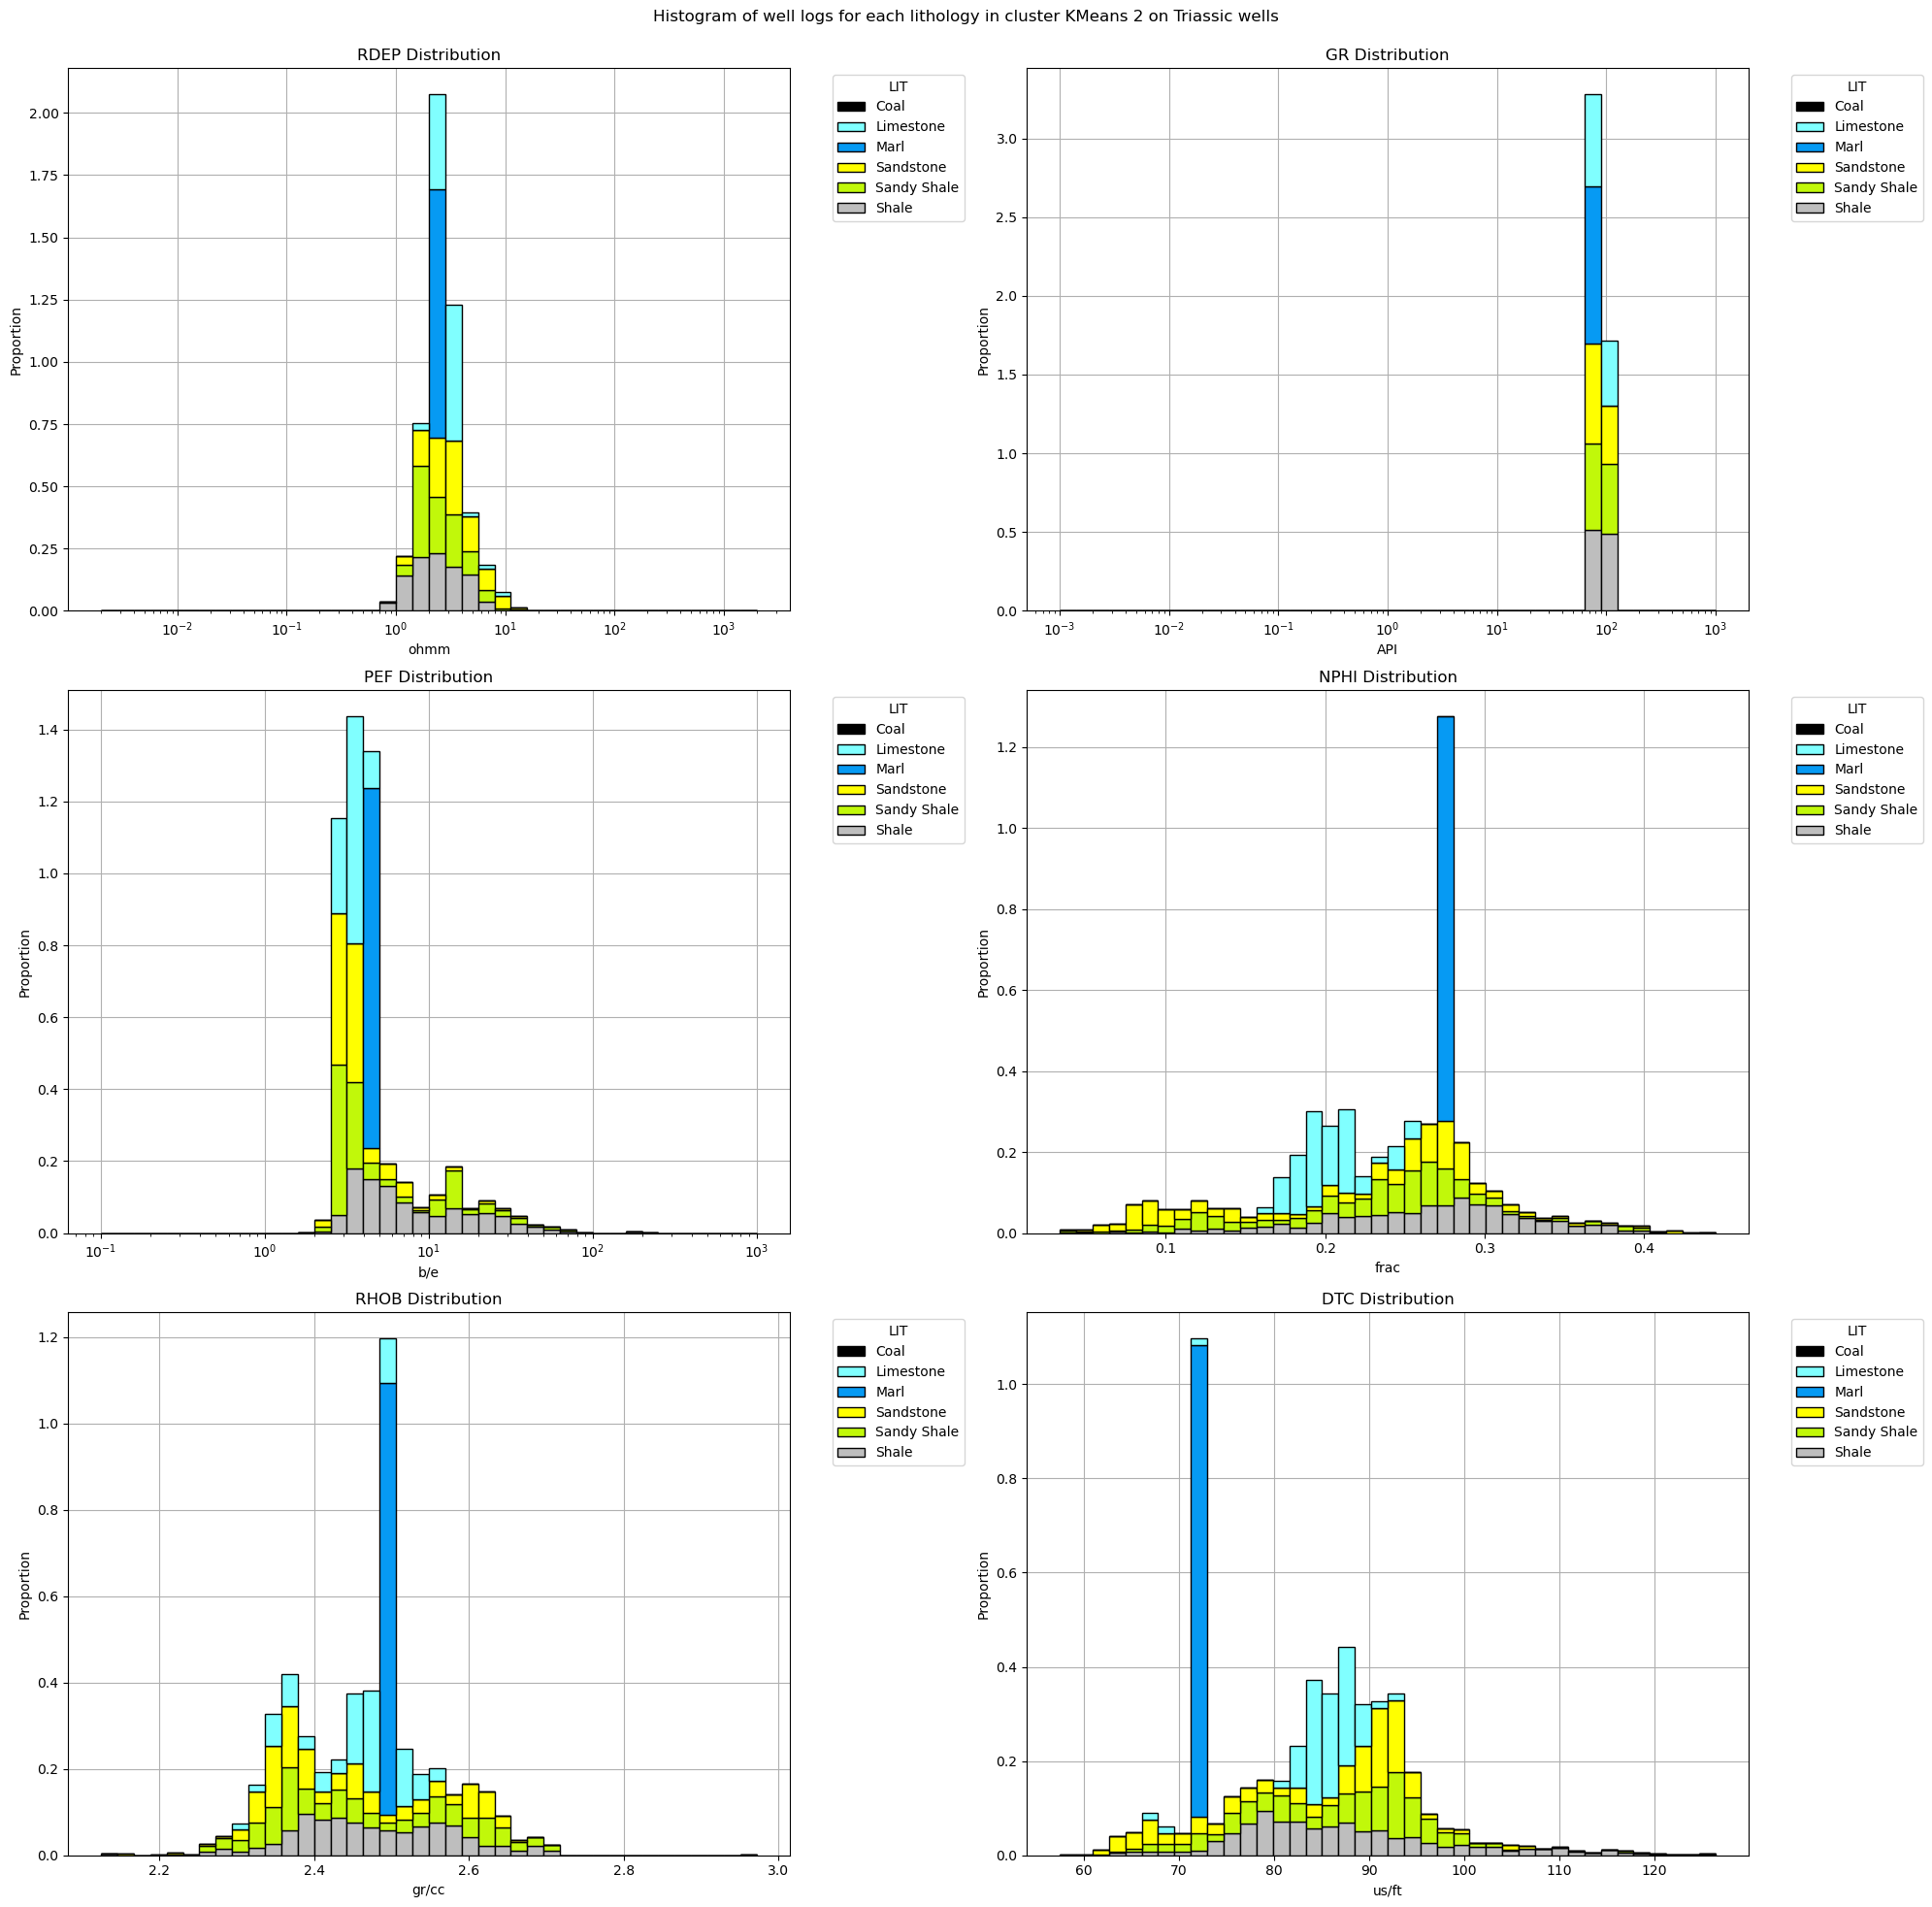 Histogram of well logs for each lithology in cluster KMeans 2 on Triassic wells
RDEP Distribution
Proportion
2.00
1.75
1.50
1.25
1.00
0.75
0.50
0.25
0.00
10⁻² 10⁻¹ 10⁰ 10¹ 10² 10³
ohmm
LIT
Coal
Limestone
Marl
Sandstone
Sandy Shale
Shale
GR Distribution
Proportion
3.0
2.5
2.0
1.5
1.0
0.5
0.0
10⁻³ 10⁻² 10⁻¹ 10⁰ 10¹ 10² 10³
API
LIT
Coal
Limestone
Marl
Sandstone
Sandy Shale
Shale
PEF Distribution
Proportion
1.4
1.2
1.0
0.8
0.6
0.4
0.2
0.0
10⁻¹ 10⁰ 10¹ 10² 10³
b/e
LIT
Coal
Limestone
Marl
Sandstone
Sandy Shale
Shale
NPHI Distribution
Proportion
1.2
1.0
0.8
0.6
0.4
0.2
0.0
0.1 0.2 0.3 0.4
frac
LIT
Coal
Limestone
Marl
Sandstone
Sandy Shale
Shale
RHOB Distribution
Proportion
1.2
1.0
0.8
0.6
0.4
0.2
0.0
2.2 2.4 2.6 2.8 3.0
gr/cc
LIT
Coal
Limestone
Marl
Sandstone
Sandy Shale
Shale
DTC Distribution
Proportion
1.0
0.8
0.6
0.4
0.2
0.0
60 70 80 90 100 110 120
us/ft
LIT
Coal
Limestone
Marl
Sandstone
Sandy Shale
Shale